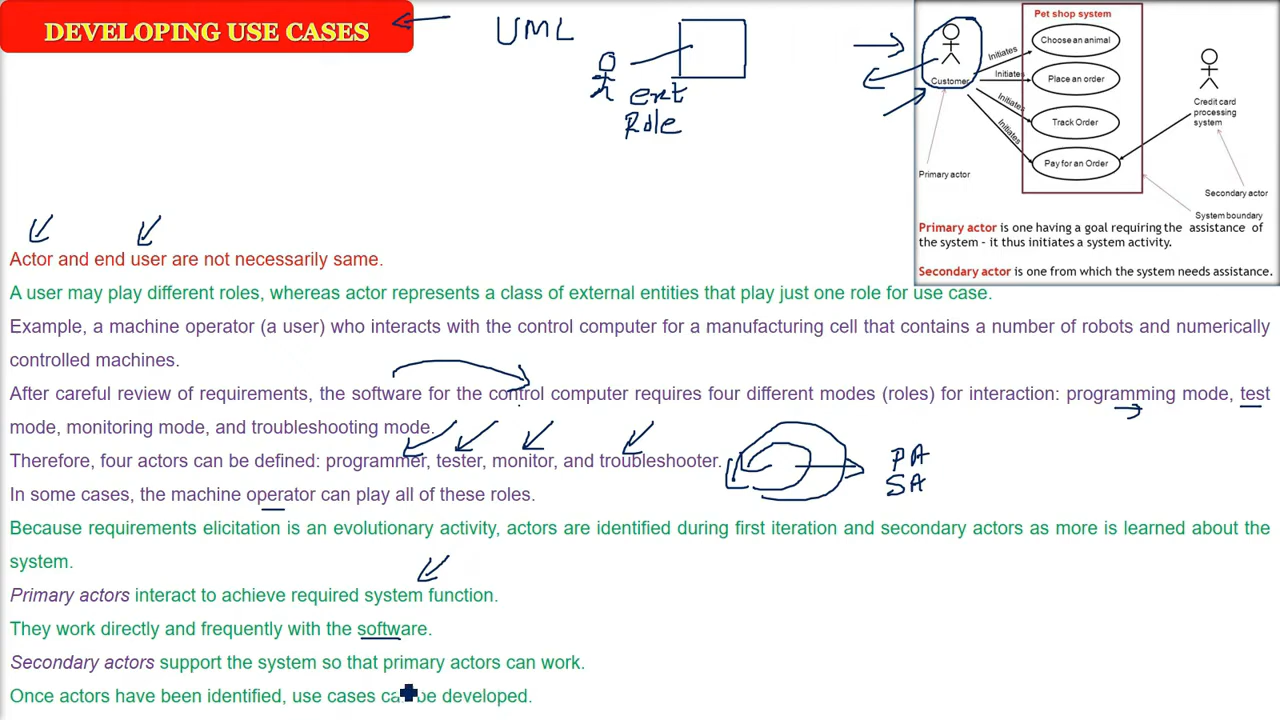 DEVELOPING USE CASES
UML
ext
Role
Pet shop system
Choose an animal
Place an order
Track Order
Pay for an Order
Initiates
Initiates
Initiates
Initiates
Customer
Credit card
processing
system
Primary actor
Secondary actor
System boundary
Primary actor is one having a goal requiring the assistance of
the system - it thus initiates a system activity.
Secondary actor is one from which the system needs assistance.
Actor and end user are not necessarily same.
A user may play different roles, whereas actor represents a class of external entities that play just one role for use case.
Example, a machine operator (a user) who interacts with the control computer for a manufacturing cell that contains a number of robots and numerically
controlled machines.
After careful review of requirements, the software for the control computer requires four different modes (roles) for interaction: programming mode, test
mode, monitoring mode, and troubleshooting mode.
Therefore, four actors can be defined: programmer, tester, monitor, and troubleshooter.
PA
SA
In some cases, the machine operator can play all of these roles.
Because requirements elicitation is an evolutionary activity, actors are identified during first iteration and secondary actors as more is learned about the
system.
Primary actors interact to achieve required system function.
They work directly and frequently with the software.
Secondary actors support the system so that primary actors can work.
Once actors have been identified, use cases can be developed.